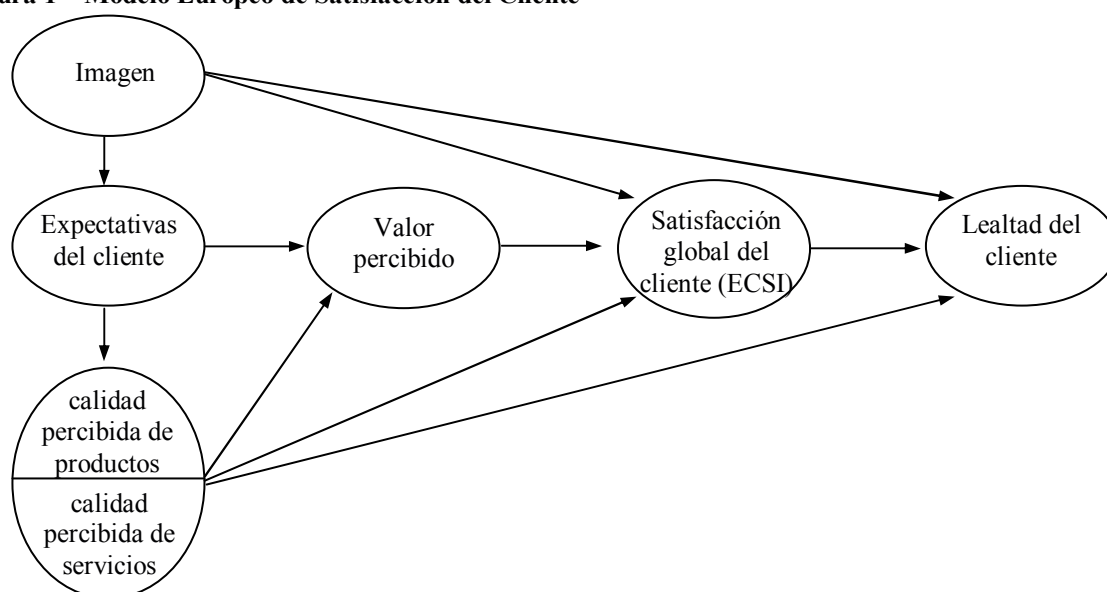 Modelo Europeo de Satisfacción del Cliente
Imagen
Expectativas
del cliente
Valor
percibido
Satisfacción
global del
cliente (ECSI)
Lealtad del
cliente
calidad
percibida de
productos
calidad
percibida de
servicios